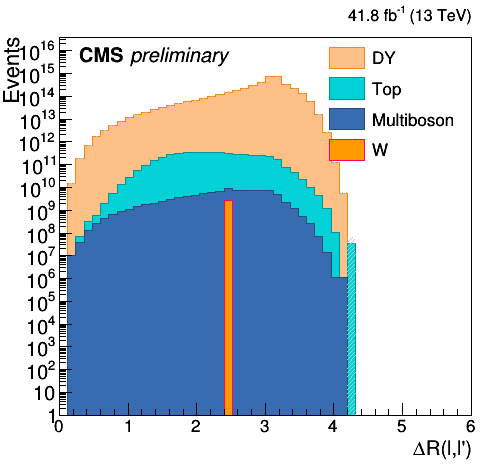 41.8 fb⁻¹ (13 TeV)
Events
CMS preliminary
DY
Top
Multiboson
W
10¹⁶
10¹⁵
10¹⁴
10¹³
10¹²
10¹¹
10¹⁰
10⁹
10⁸
10⁷
10⁶
10⁵
10⁴
10³
10²
10
1
0 1 2 3 4 5 6
ΔR(l,l')